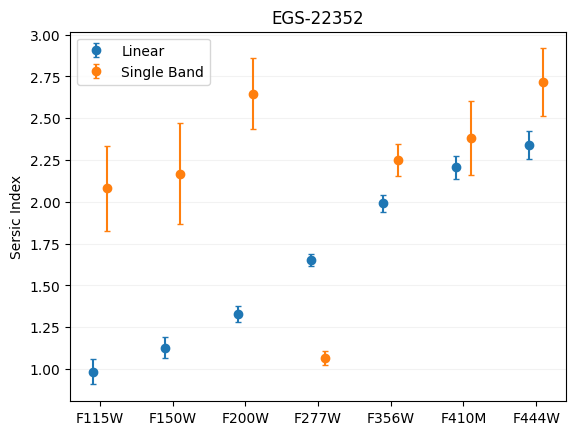 EGS-22352
Linear
Single Band
Sersic Index
3.00
2.75
2.50
2.25
2.00
1.75
1.50
1.25
1.00
F115W F150W F200W F277W F356W F410M F444W